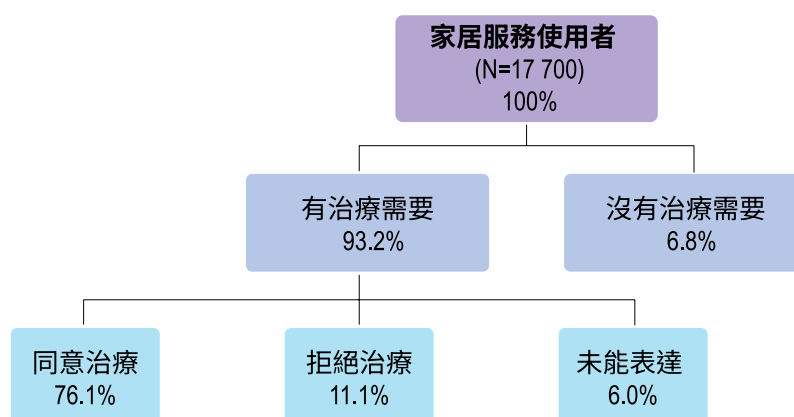 家居服務使用者
(N=17 700)
100%
有治療需要
93.2%
沒有治療需要
6.8%
同意治療
76.1%
拒絕治療
11.1%
未能表達
6.0%